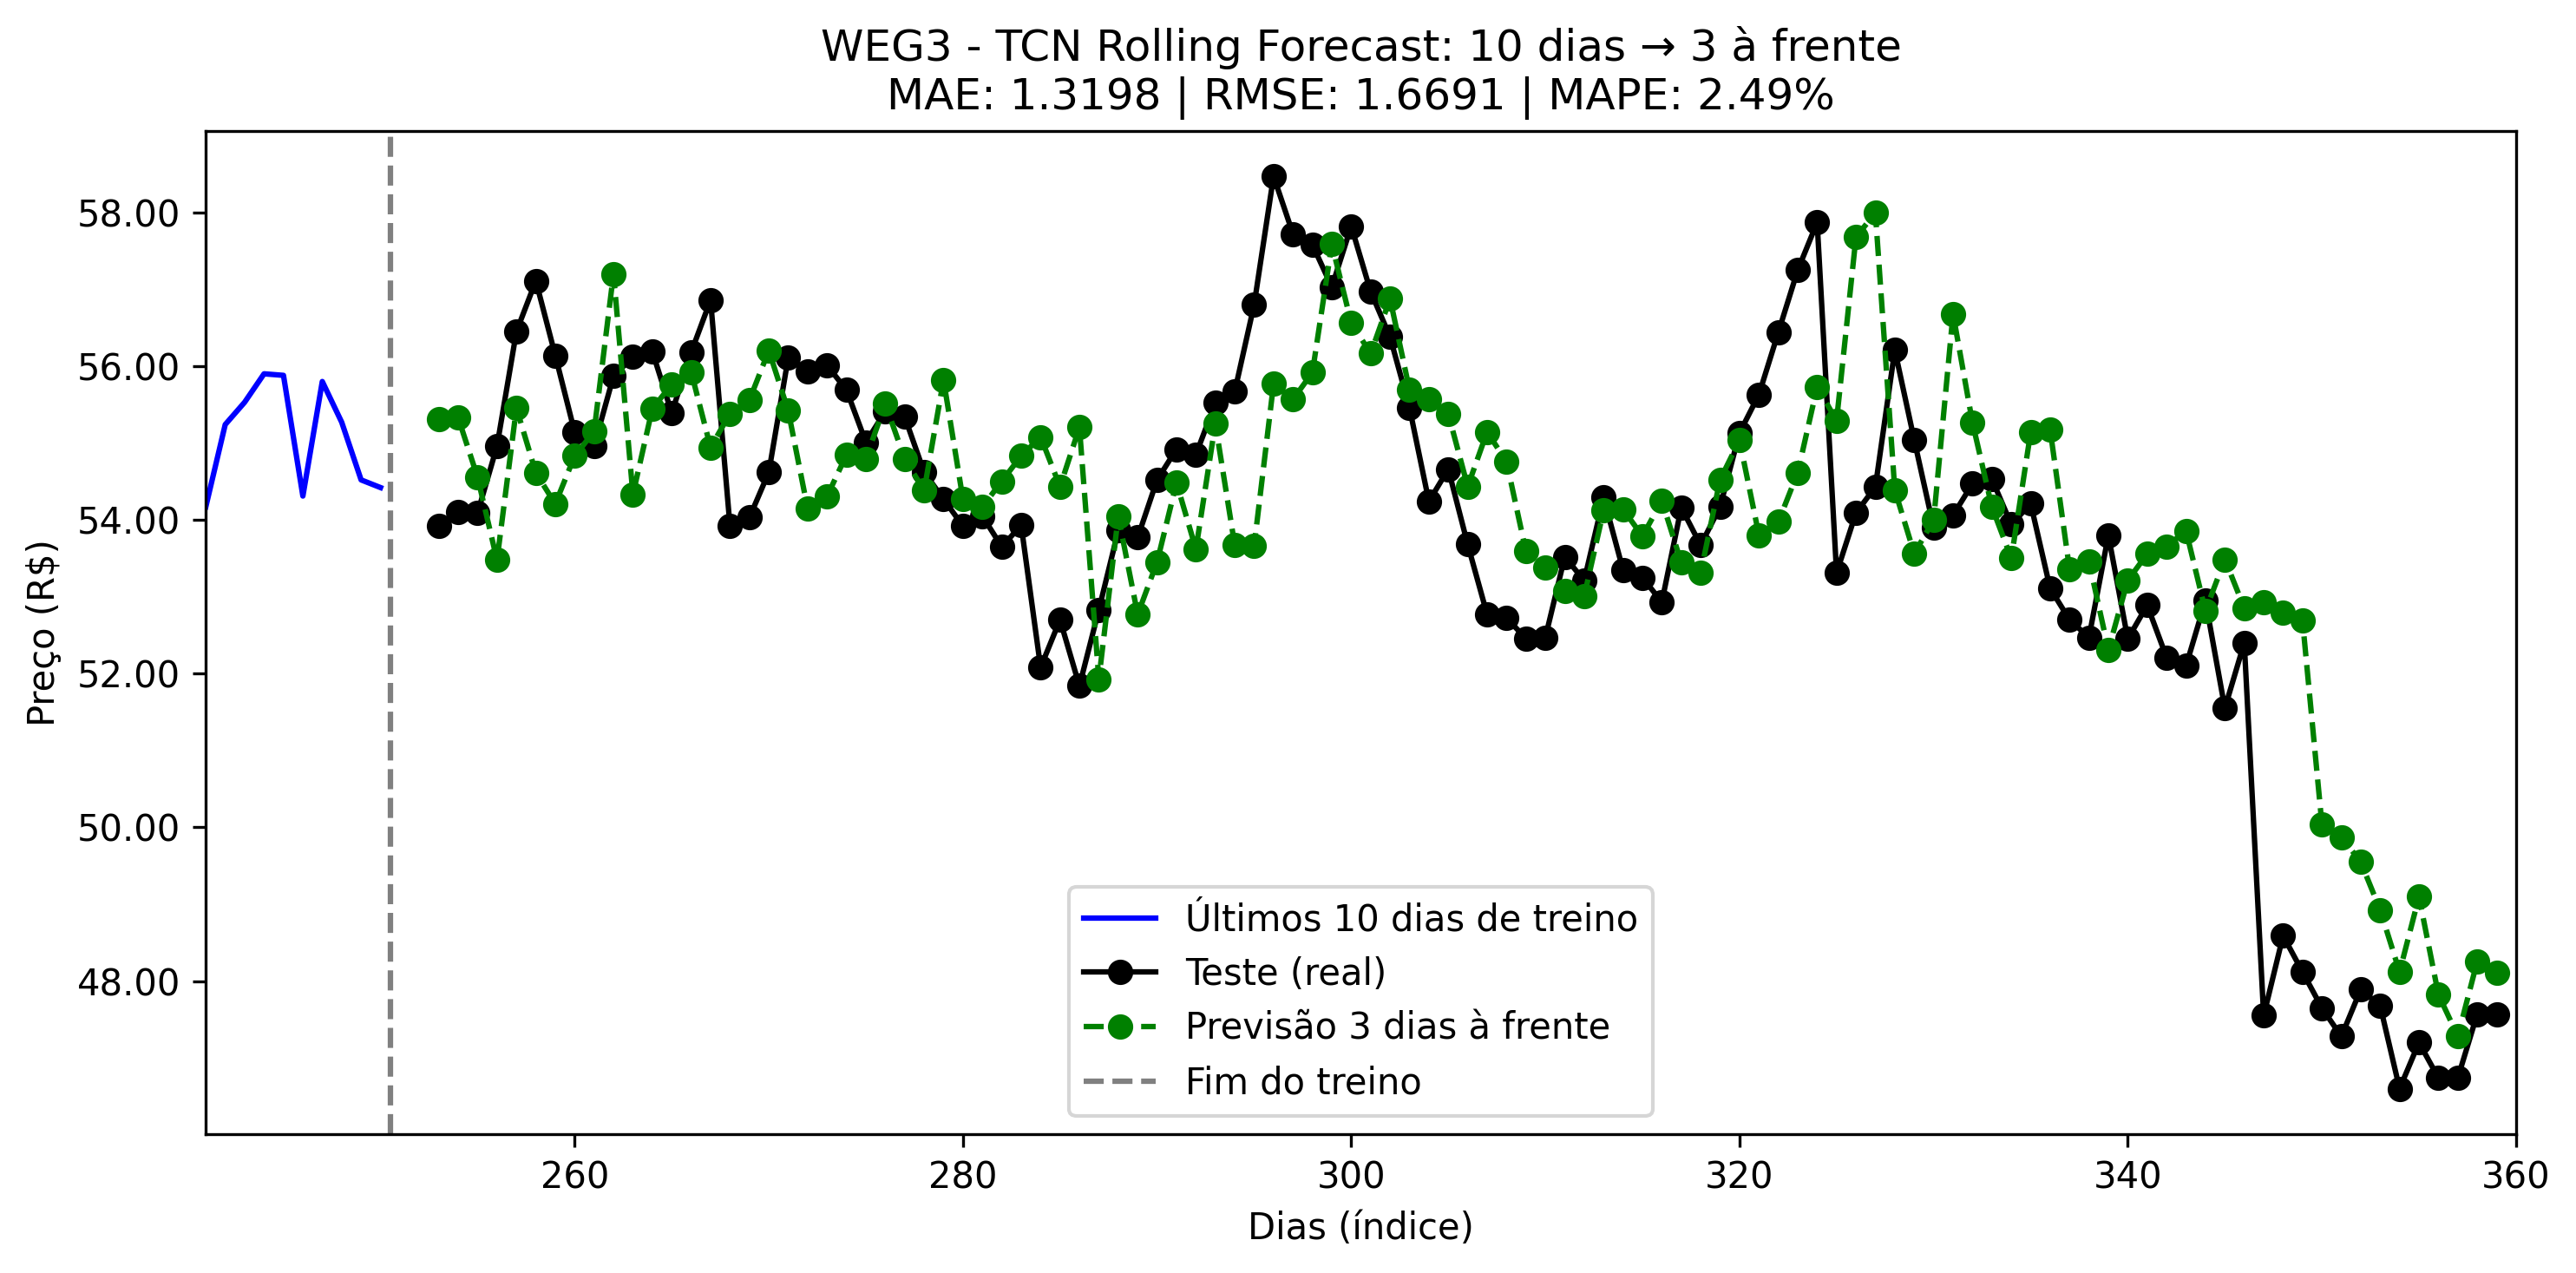 WEG3 - TCN Rolling Forecast: 10 dias → 3 à frente
MAE: 1.3198 | RMSE: 1.6691 | MAPE: 2.49%
Preço (R$)
58.00
56.00
54.00
52.00
50.00
48.00
Últimos 10 dias de treino
Teste (real)
Previsão 3 dias à frente
Fim do treino
260 280 300 320 340 360
Dias (índice)